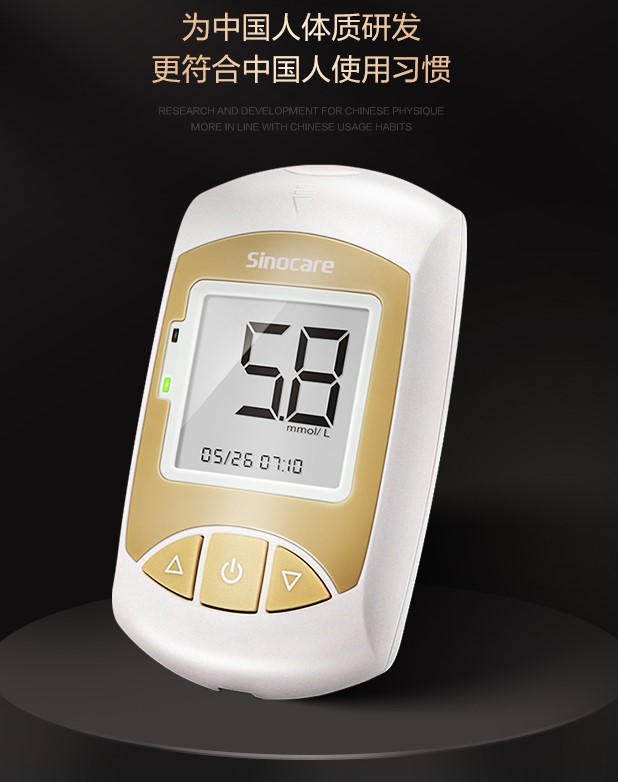 为中国人体质研发
更符合中国人使用习惯
RESEARCH AND DEVELOPMENT FOR CHINESE PHYSIQUE
MORE IN LINE WITH CHINESE USAGE HABITS
Sinocare
5.8
mmol/L
05/26 07:10